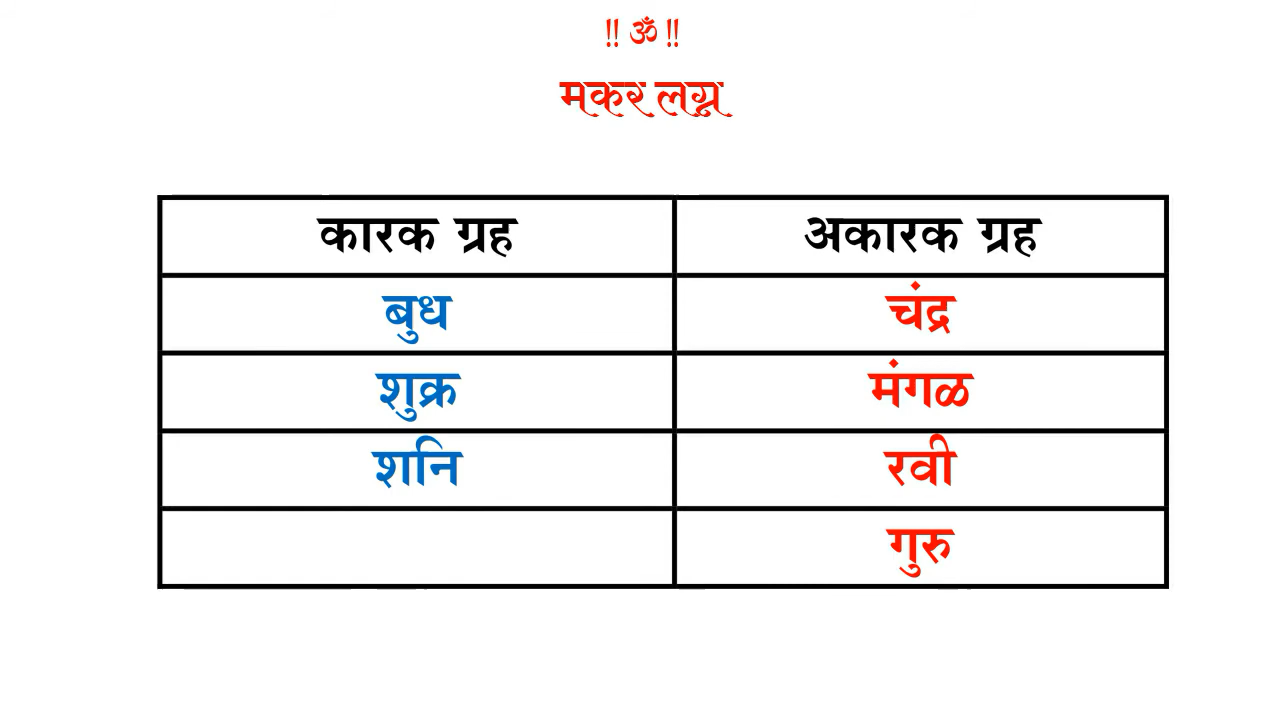 !! ॐ !!
मकर लग्न
कारक ग्रह अकारक ग्रह
बुध चंद्र
शुक्र मंगळ
शनि रवी
गुरु